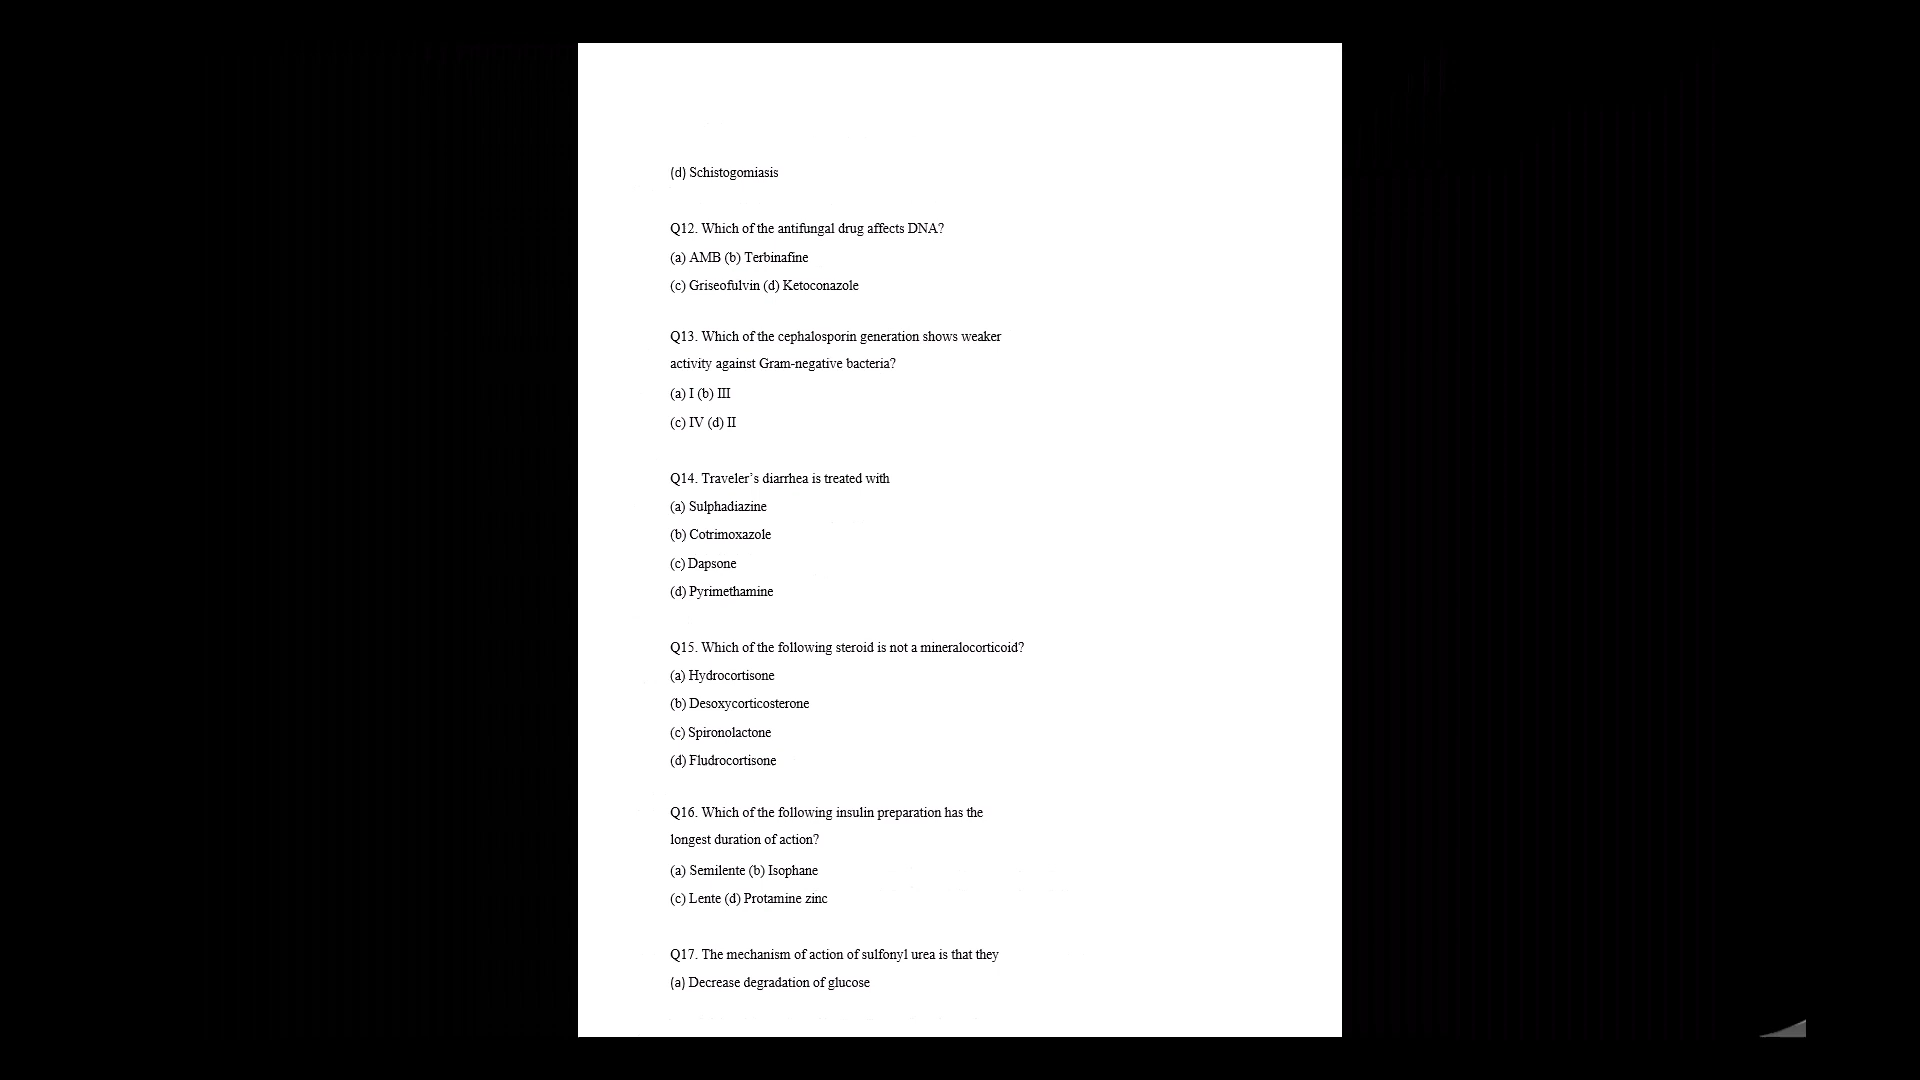 (d) Schistogomiasis
Q12. Which of the antifungal drug affects DNA?
(a) AMB (b) Terbinafine
(c) Griseofulvin (d) Ketoconazole
Q13. Which of the cephalosporin generation shows weaker
activity against Gram-negative bacteria?
(a) I (b) III
(c) IV (d) II
Q14. Traveler’s diarrhea is treated with
(a) Sulphadiazine
(b) Cotrimoxazole
(c) Dapsone
(d) Pyrimethamine
Q15. Which of the following steroid is not a mineralocorticoid?
(a) Hydrocortisone
(b) Desoxycorticosterone
(c) Spironolactone
(d) Fludrocortisone
Q16. Which of the following insulin preparation has the
longest duration of action?
(a) Semilente (b) Isophane
(c) Lente (d) Protamine zinc
Q17. The mechanism of action of sulfonyl urea is that they
(a) Decrease degradation of glucose